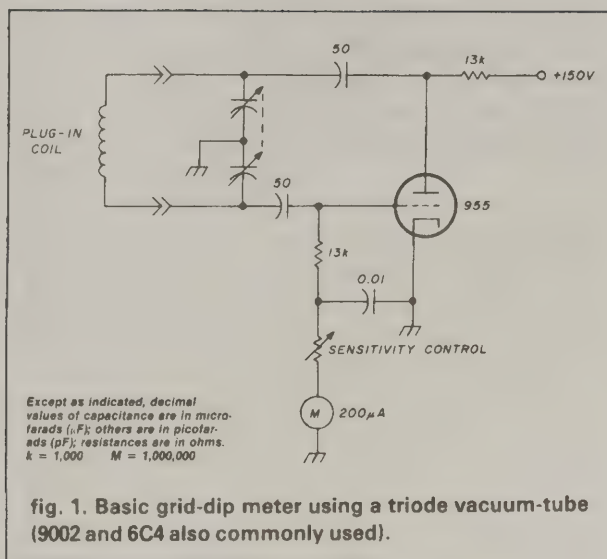 50
13k
+150V
PLUG-IN
COIL
50
955
13k
0.01
SENSITIVITY CONTROL
M
200µA
Except as indicated, decimal
values of capacitance are in micro-
farads (µF); others are in picofar-
ads (pF); resistances are in ohms.
k = 1,000 M = 1,000,000
fig. 1. Basic grid-dip meter using a triode vacuum-tube
(9002 and 6C4 also commonly used).